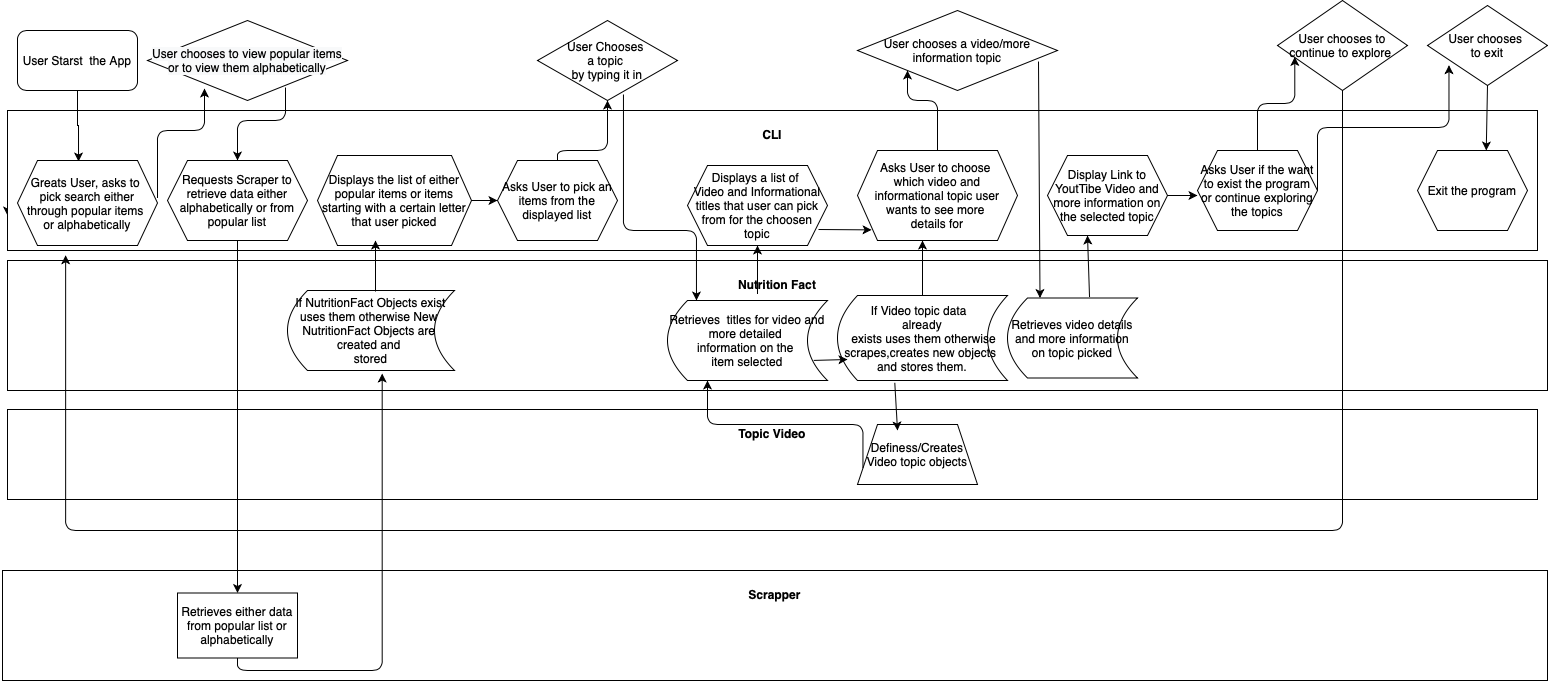 User Starst the App
User chooses to view popular items
or to view them alphabetically
User Chooses
a topic
by typing it in
User chooses a video/more
information topic
User chooses to
continue to explore
User chooses
to exit
CLI
Greats User, asks to
pick search either
through popular items
or alphabetically
Requests Scraper to
retrieve data either
alphabetically or from
popular list
Displays the list of either
popular items or items
starting with a certain letter
that user picked
Asks User to pick an
items from the
displayed list
Displays a list of
Video and Informational
titles that user can pick
from for the choosen
topic
Asks User to choose
which video and
informational topic user
wants to see more
details for
Display Link to
YoutTibe Video and
more information on
the selected topic
Asks User if the want
to exist the program
or continue exploring
the topics
Exit the program
Nutrition Fact
If NutritionFact Objects exist
uses them otherwise New
NutritionFact Objects are
created and
stored
Retrieves titles for video and
more detailed
information on the
item selected
If Video topic data
already
exists uses them otherwise
scrapes,creates new objects
and stores them.
Retrieves video details
and more information
on topic picked
Topic Video
Definess/Creates
Video topic objects
Scrapper
Retrieves either data
from popular list or
alphabetically